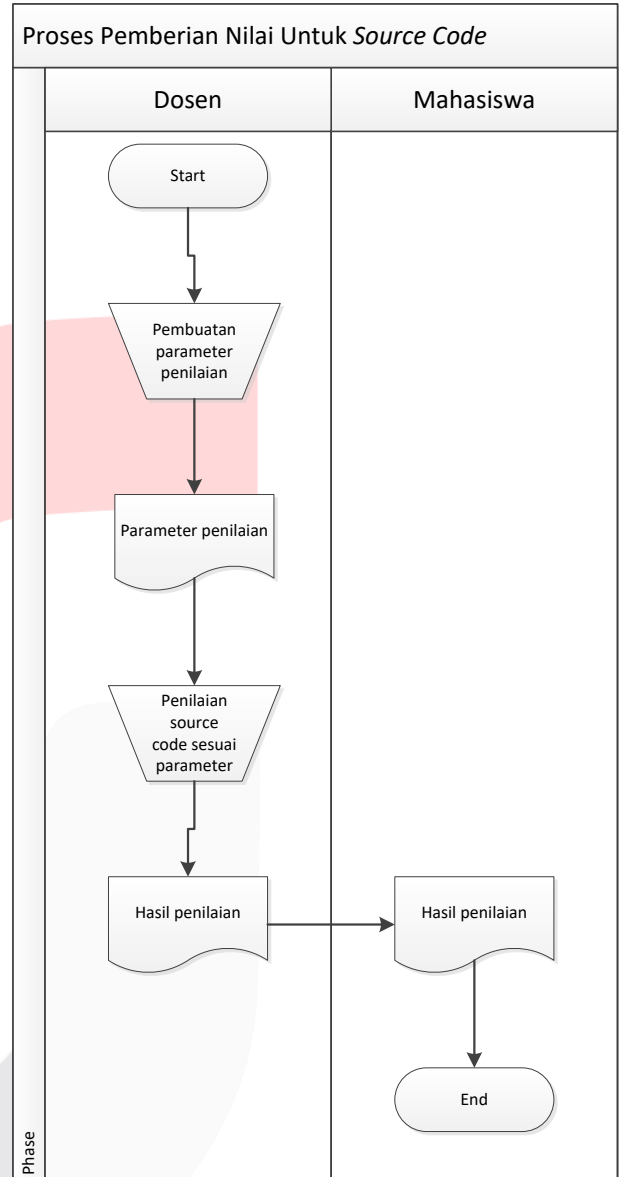 Proses Pemberian Nilai Untuk Source Code
Dosen
Mahasiswa
Start
Pembuatan
parameter
penilaian
Parameter penilaian
Penilaian
source
code sesuai
parameter
Hasil penilaian
Hasil penilaian
End
Phase